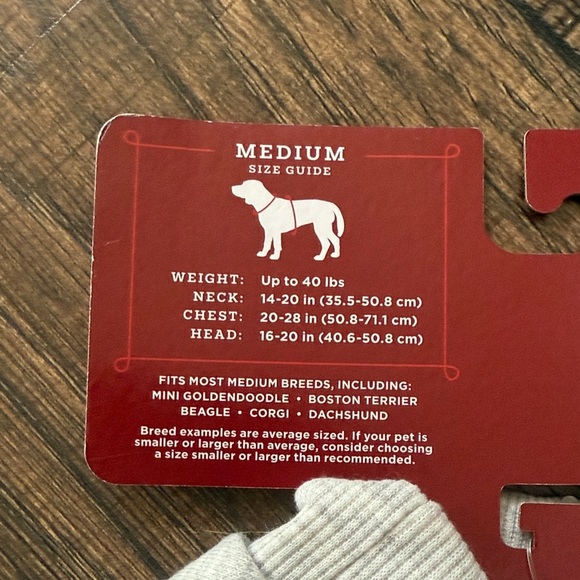 MEDIUM
SIZE GUIDE
WEIGHT: Up to 40 lbs
NECK: 14-20 in (35.5-50.8 cm)
CHEST: 20-28 in (50.8-71.1 cm)
HEAD: 16-20 in (40.6-50.8 cm)
FITS MOST MEDIUM BREEDS, INCLUDING:
MINI GOLDENDOODLE • BOSTON TERRIER
BEAGLE • CORGI • DACHSHUND
Breed examples are average sized. If your pet is
smaller or larger than average, consider choosing
a size smaller or larger than recommended.